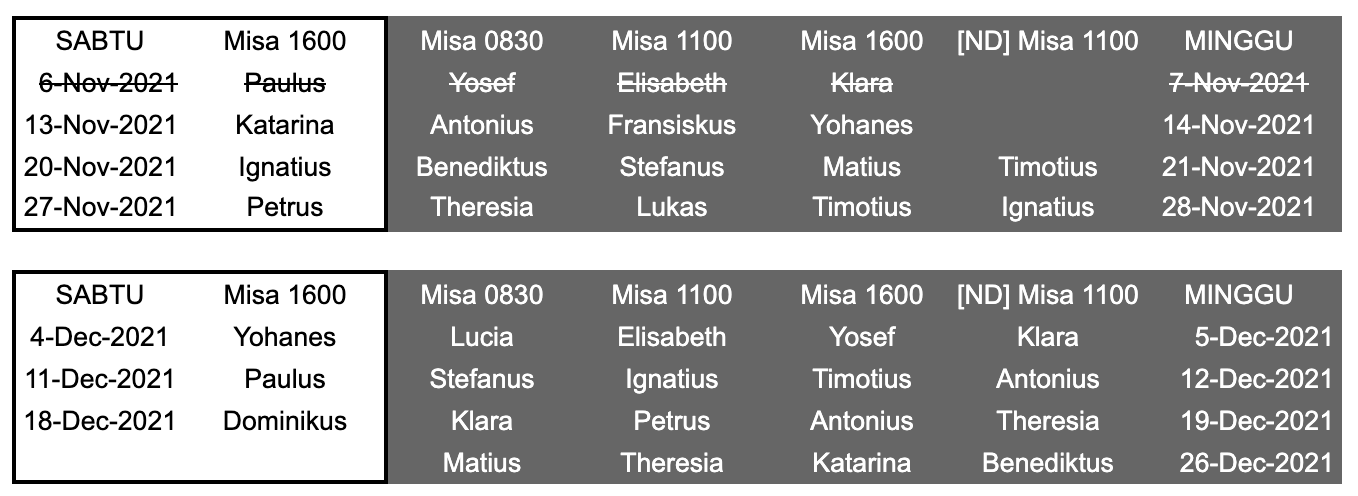 SABTU Misa 1600 Misa 0830 Misa 1100 Misa 1600 [ND] Misa 1100 MINGGU
6-Nov-2021 Paulus Yosef Elisabeth Klara 7-Nov-2021
13-Nov-2021 Katarina Antonius Fransiskus Yohanes 14-Nov-2021
20-Nov-2021 Ignatius Benediktus Stefanus Matius Timotius 21-Nov-2021
27-Nov-2021 Petrus Theresia Lukas Timotius Ignatius 28-Nov-2021
SABTU Misa 1600 Misa 0830 Misa 1100 Misa 1600 [ND] Misa 1100 MINGGU
4-Dec-2021 Yohanes Lucia Elisabeth Yosef Klara 5-Dec-2021
11-Dec-2021 Paulus Stefanus Ignatius Timotius Antonius 12-Dec-2021
18-Dec-2021 Dominikus Klara Petrus Antonius Theresia 19-Dec-2021
Matius Theresia Katarina Benediktus 26-Dec-2021